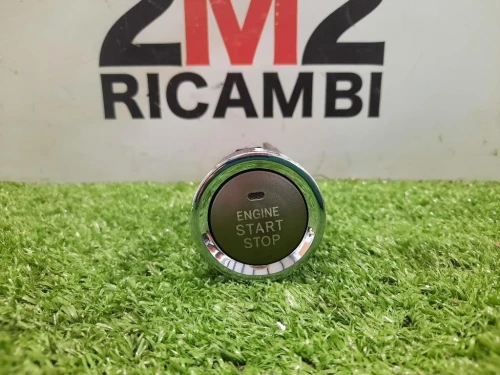 2M2
RICAMBI
ENGINE
START
STOP